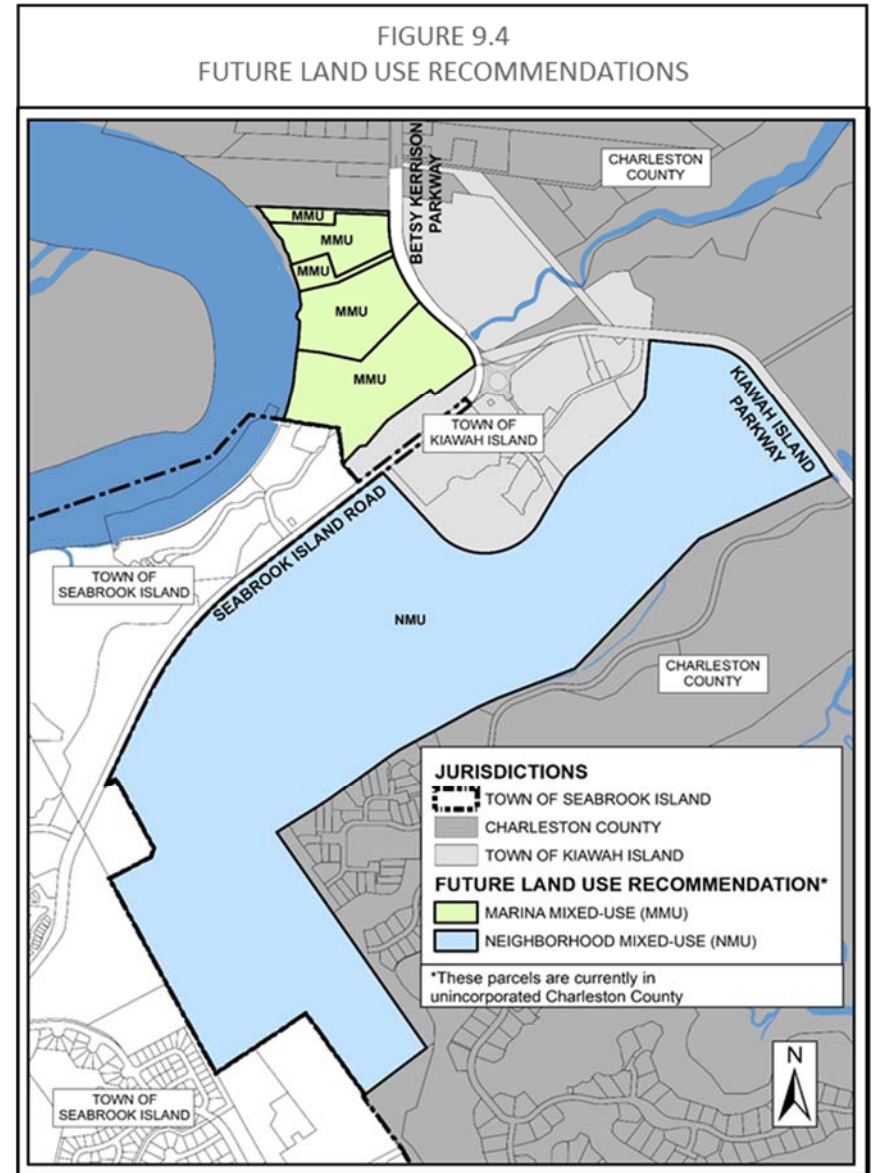 FIGURE 9.4
FUTURE LAND USE RECOMMENDATIONS
BETSY KERRISON
PARKWAY
CHARLESTON
COUNTY
MMU
MMU
MMU
MMU
MMU
KIAWAH ISLAND
PARKWAY
TOWN OF
KIAWAH ISLAND
SEABROOK ISLAND ROAD
TOWN OF
SEABROOK ISLAND
NMU
CHARLESTON
COUNTY
JURISDICTIONS
TOWN OF SEABROOK ISLAND
CHARLESTON COUNTY
TOWN OF KIAWAH ISLAND
FUTURE LAND USE RECOMMENDATION*
MARINA MIXED-USE (MMU)
NEIGHBORHOOD MIXED-USE (NMU)
*These parcels are currently in
unincorporated Charleston County
N
TOWN OF
SEABROOK ISLAND